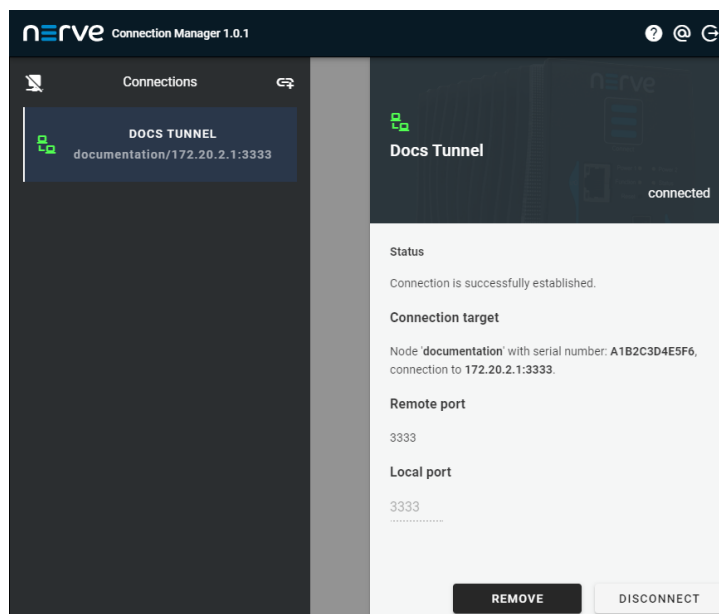 nerve Connection Manager 1.0.1
Connections
DOCS TUNNEL
documentation/172.20.2.1:3333
nerve
Docs Tunnel
connected
Status
Connection is successfully established.
Connection target
Node 'documentation' with serial number: A1B2C3D4E5F6,
connection to 172.20.2.1:3333.
Remote port
3333
Local port
3333
REMOVE DISCONNECT